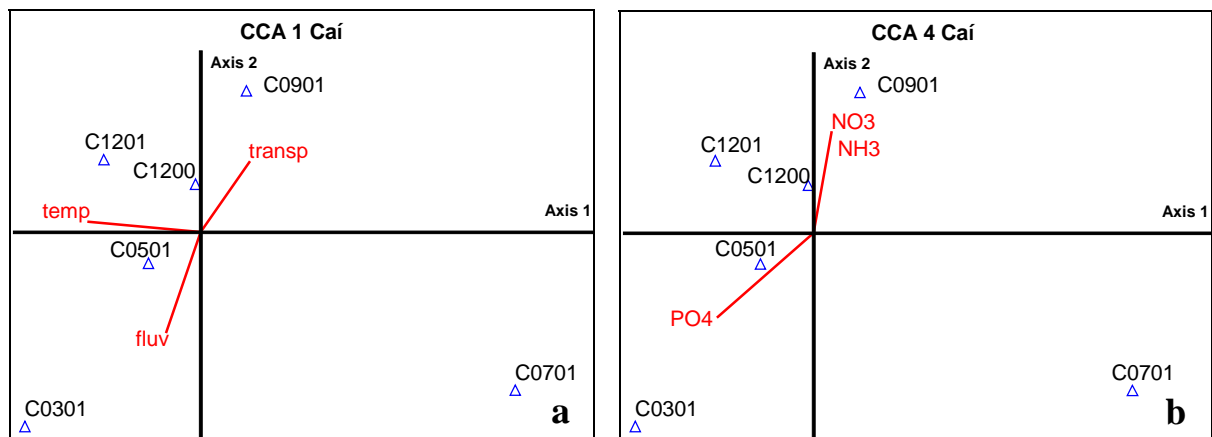 CCA 1 Caí
Axis 2
C0901
C1201
transp
C1200
temp
Axis 1
C0501
fluv
C0701
C0301
a
CCA 4 Caí
Axis 2
C0901
NO3
C1201
NH3
C1200
Axis 1
C0501
PO4
C0701
C0301
b